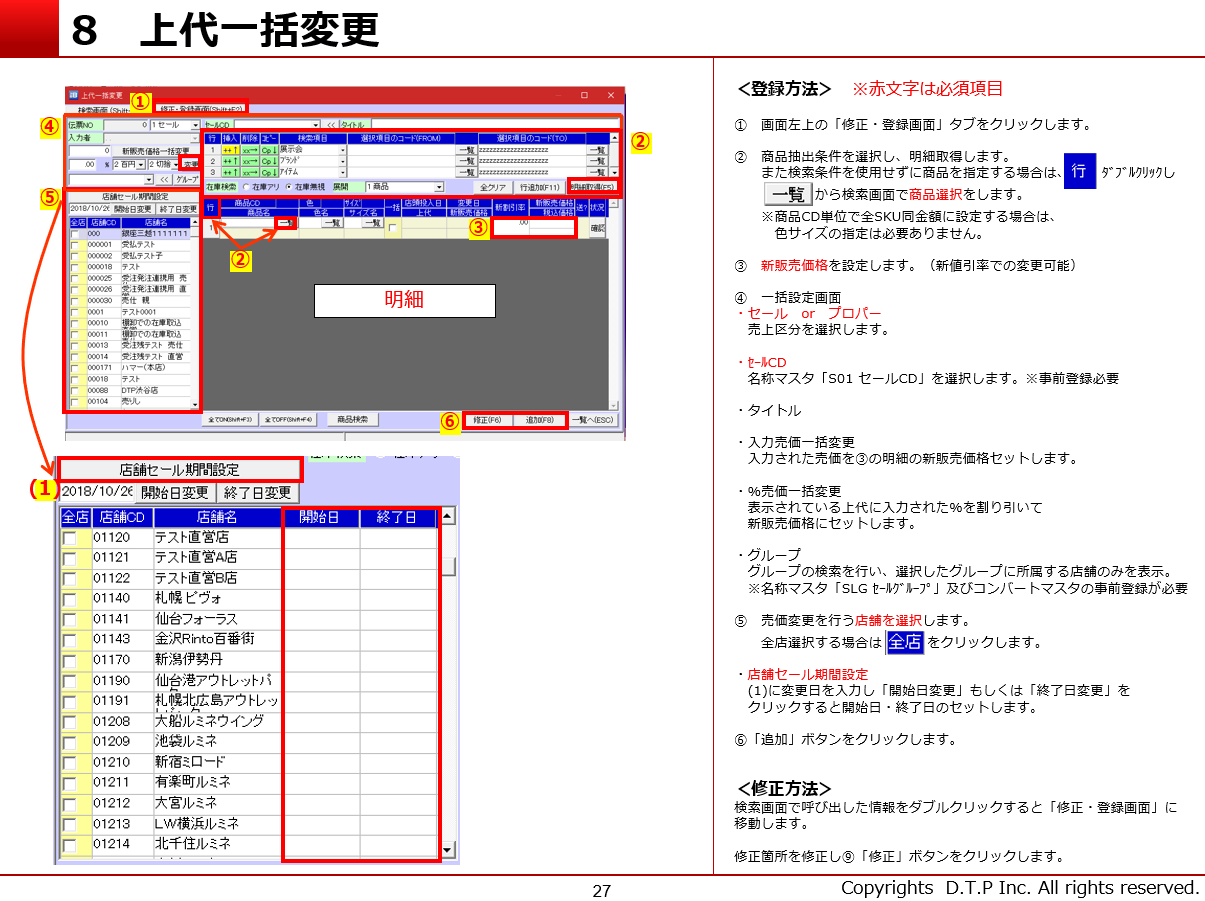 8　上代一括変更
上代一括変更
検索画面(Shift+
①
修正・登録画面(Shift+F2)
④
伝票NO
0
1 セール
セールCD
<<
タイトル
入力者
行
挿入
削除
コピー
検索項目
選択項目のコード(FROM)
選択項目のコード(TO)
②
0
新販売価格一括変更
1
++↑
xx→
Cp↓
展示会
一覧
zzzzzzzzzzzzzzzzzzzz
一覧
.00
%
2 百円
2 切捨
変更
2
++↑
xx→
Cp↓
ブランド
一覧
zzzzzzzzzzzzzzzzzzzz
一覧
<<
グループ
3
++↑
xx→
Cp↓
アイテム
一覧
zzzzzzzzzzzzzzzzzzzz
一覧
⑤
店舗セール期間設定
在庫検索
在庫アリ
在庫無視
展開
1 商品
全クリア
行追加(F11)
明細取得(F5)
2018/10/26
開始日変更
終了日変更
行
商品CD
商品名
色
色名
サイズ
サイズ名
一括
店頭投入日
上代
変更日
新販売価格
新割引率
新販売価格
税込価格
送り
状況
全店
店舗CD
店舗名
1
一覧
一覧
一覧
③
.00
確認
②
000 銀座三越1111111
000001 受払テスト
000002 受払テスト子
000018 テスト
000025 受注発注連携用 売
000026 受注発注連携用 直
000030 売仕 親
0001 テスト0001
00010 棚卸での在庫取込
00011 棚卸での在庫取込
00013 受注残テスト 売仕
00014 受注残テスト 直営
000171 ハマー(本店)
00018 テスト
00088 DTP渋谷店
00104 売りし
明細
全てON(Shift+F3)
全てOFF(Shift+F4)
商品検索
⑥
修正(F6)
追加(F8)
一覧へ(ESC)
店舗セール期間設定
(1)
2018/10/26
開始日変更
終了日変更
全店 店舗CD 店舗名 開始日 終了日
01120 テスト直営店
01121 テスト直営A店
01122 テスト直営B店
01140 札幌 ピヴォ
01141 仙台フォーラス
01143 金沢Rinto百番街
01170 新潟伊勢丹
01190 仙台港アウトレットパ
01191 札幌北広島アウトレッ
01208 大船ルミネウイング
01209 池袋ルミネ
01210 新宿ミロード
01211 有楽町ルミネ
01212 大宮ルミネ
01213 LW横浜ルミネ
01214 北千住ルミネ
＜登録方法＞　※赤文字は必須項目
①　画面左上の「修正・登録画面」タブをクリックします。
②　商品抽出条件を選択し、明細取得します。
また検索条件を使用せずに商品を指定する場合は、 行 ﾀﾞﾌﾞﾙｸﾘｯｸし
一覧 から検索画面で商品選択をします。
※商品CD単位で全SKU同金額に設定する場合は、
色サイズの指定は必要ありません。
③　新販売価格を設定します。（新値引率での変更可能）
④　一括設定画面
・セール　or　プロパー
売上区分を選択します。
・ｾｰﾙCD
名称マスタ「S01 セールCD」を選択します。※事前登録必要
・タイトル
・入力売価一括変更
入力された売価を③の明細の新販売価格セットします。
・%売価一括変更
表示されている上代に入力された%を割り引いて
新販売価格にセットします。
・グループ
グループの検索を行い、選択したグループに所属する店舗のみを表示。
※名称マスタ「SLG ｾｰﾙｸﾞﾙｰﾌﾟ」及びコンバートマスタの事前登録が必要
⑤　売価変更を行う店舗を選択します。
全店選択する場合は 全店 をクリックします。
・店舗セール期間設定
(1)に変更日を入力し「開始日変更」もしくは「終了日変更」を
クリックすると開始日・終了日のセットします。
⑥「追加」ボタンをクリックします。
＜修正方法＞
検索画面で呼び出した情報をダブルクリックすると「修正・登録画面」に
移動します。
修正箇所を修正し⑨「修正」ボタンをクリックします。
27
Copyrights D.T.P Inc. All rights reserved.